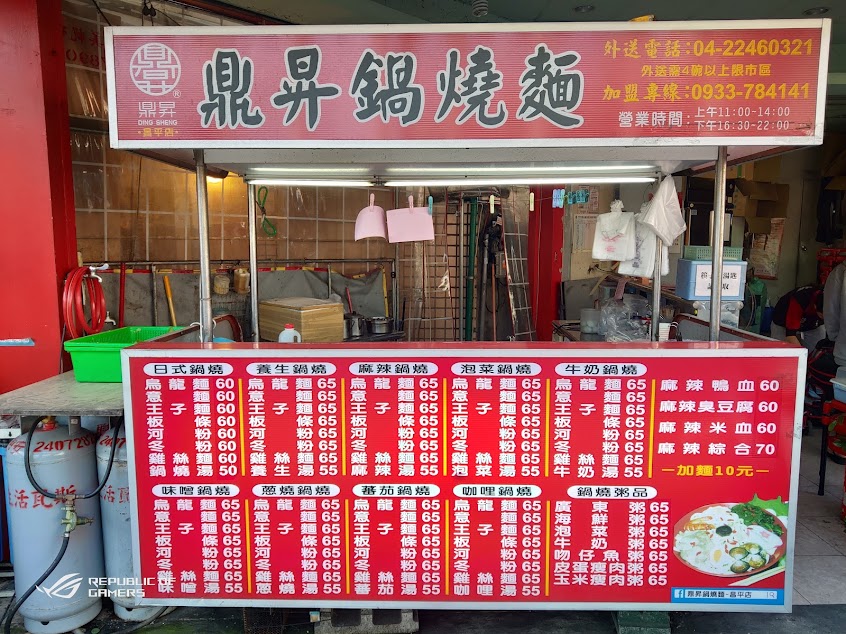 鼎昇
DING SHENG
•昌平店•
®
鼎昇鍋燒麵
外送電話:04-22460321
外送需4碗以上限市區
加盟專線:0933-784141
營業時間:上午11:00-14:00
下午16:30-22:00
日式鍋燒
烏龍麵60
意麵60
王子麵60
板條60
河粉60
冬粉60
雞絲麵60
鍋燒湯50
養生鍋燒
烏龍麵65
意麵65
王子麵65
板條65
河粉65
冬粉65
雞絲麵65
養生湯55
麻辣鍋燒
烏龍麵65
意麵65
王子麵65
板條65
河粉65
冬粉65
雞絲麵65
麻辣湯55
泡菜鍋燒
烏龍麵65
意麵65
王子麵65
板條65
河粉65
冬粉65
雞絲麵65
泡菜湯55
牛奶鍋燒
烏龍麵65
意麵65
王子麵65
板條65
河粉65
冬粉65
雞絲麵65
牛奶湯55
麻辣鴨血60
麻辣臭豆腐60
麻辣米血60
麻辣綜合70
–加麵10元–
味噌鍋燒
烏龍麵65
意麵65
王子麵65
板條65
河粉65
冬粉65
雞絲麵65
味噌湯55
蔥燒鍋燒
烏龍麵65
意麵65
王子麵65
板條65
河粉65
冬粉65
雞絲麵65
蔥燒湯55
蕃茄鍋燒
烏龍麵65
意麵65
王子麵65
板條65
河粉65
冬粉65
雞絲麵65
蕃茄湯55
咖哩鍋燒
烏龍麵65
意麵65
王子麵65
板條65
河粉65
冬粉65
雞絲麵65
咖哩湯55
鍋燒粥品
廣東粥65
海鮮粥65
泡菜粥65
牛奶粥65
吻仔魚粥65
皮蛋瘦肉粥65
玉米瘦肉粥65
鼎昇鍋燒麵-昌平店
活瓦斯
REPUBLIC OF
GAMERS